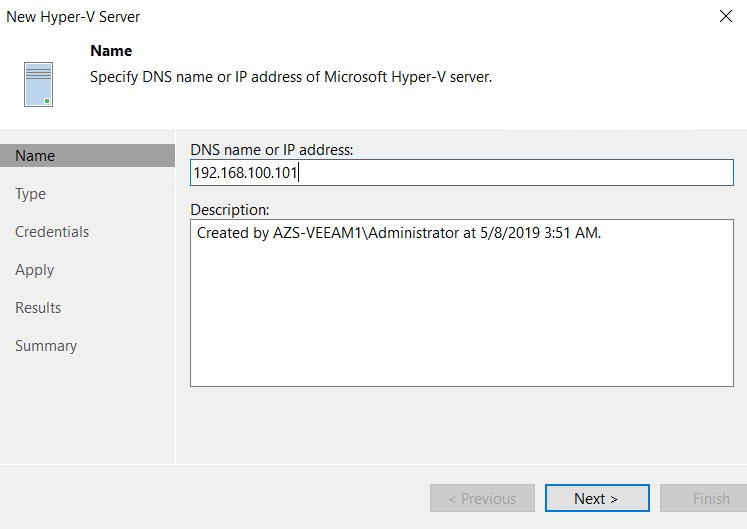 New Hyper-V Server
Name
Specify DNS name or IP address of Microsoft Hyper-V server.
Name
Type
Credentials
Apply
Results
Summary
DNS name or IP address:
192.168.100.101
Description:
Created by AZS-VEEAM1\Administrator at 5/8/2019 3:51 AM.
< Previous
Next >
Finish